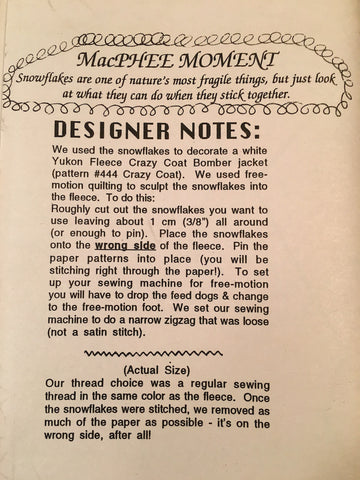 MacPHEE MOMENT
Snowflakes are one of nature's most fragile things, but just look
at what they can do when they stick together.
DESIGNER NOTES:
We used the snowflakes to decorate a white
Yukon Fleece Crazy Coat Bomber jacket
(pattern #444 Crazy Coat). We used free-
motion quilting to sculpt the snowflakes into
the fleece. To do this:
Roughly cut out the snowflakes you want to
use leaving about 1 cm (3/8") all around
(or enough to pin). Place the snowflakes
onto the wrong side of the fleece. Pin the
paper patterns into place (you will be
stitching right through the paper!). To set
up your sewing machine for free-motion
you will have to drop the feed dogs & change
to the free-motion foot. We set our sewing
machine to do a narrow zigzag that was loose
(not a satin stitch).
(Actual Size)
Our thread choice was a regular sewing
thread in the same color as the fleece. Once
the snowflakes were stitched, we removed as
much of the paper as possible - it's on the
wrong side, after all!